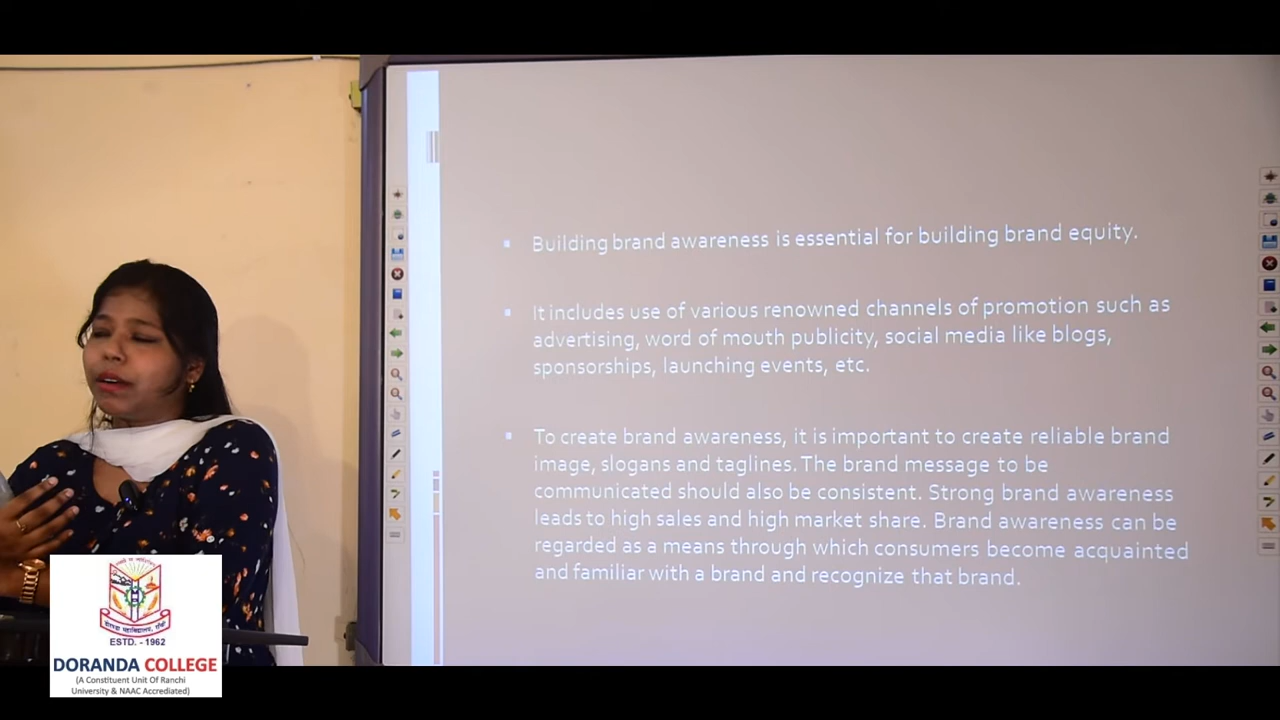 Building brand awareness is essential for building brand equity.
It includes use of various renowned channels of promotion such as
advertising, word of mouth publicity, social media like blogs,
sponsorships, launching events, etc.
To create brand awareness, it is important to create reliable brand
image, slogans and taglines. The brand message to be
communicated should also be consistent. Strong brand awareness
leads to high sales and high market share. Brand awareness can be
regarded as a means through which consumers become acquainted
and familiar with a brand and recognize that brand.
ESTD. - 1962
DORANDA COLLEGE
(A Constituent Unit Of Ranchi
University & NAAC Accredited)